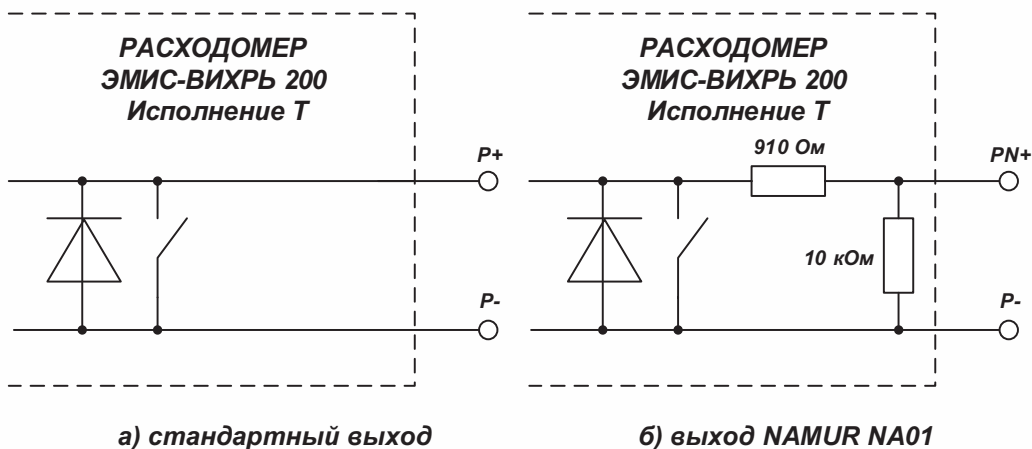 РАСХОДОМЕР
ЭМИС-ВИХРЬ 200
Исполнение Т
P+
P-
а) стандартный выход
РАСХОДОМЕР
ЭМИС-ВИХРЬ 200
Исполнение Т
910 Ом
PN+
10 кОм
P-
б) выход NAMUR NA01